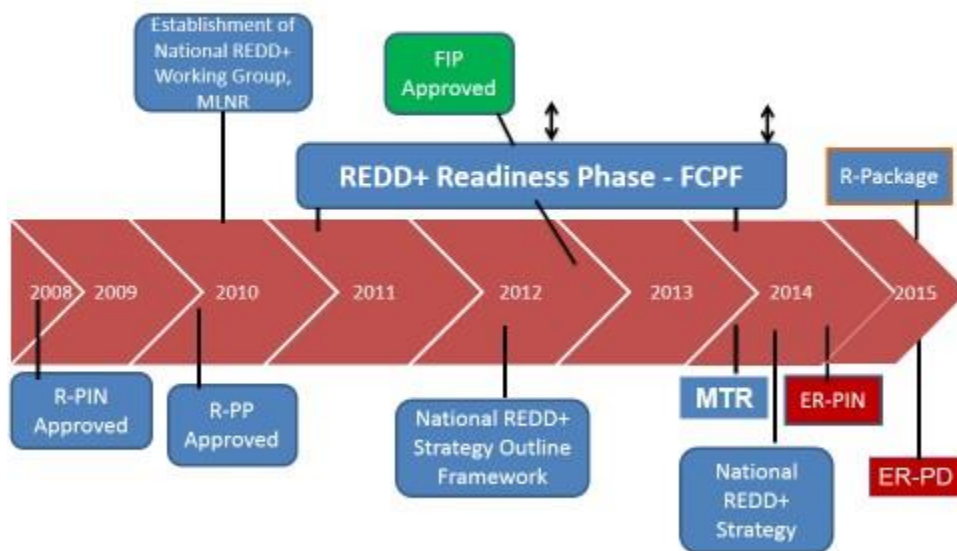 Establishment of
National REDD+
Working Group,
MLNR
FIP
Approved
REDD+ Readiness Phase - FCPF
R-Package
2008
2009
2010
2011
2012
2013
2014
2015
R-PIN
Approved
R-PP
Approved
National REDD+
Strategy Outline
Framework
MTR
ER-PIN
National
REDD+
Strategy
ER-PD